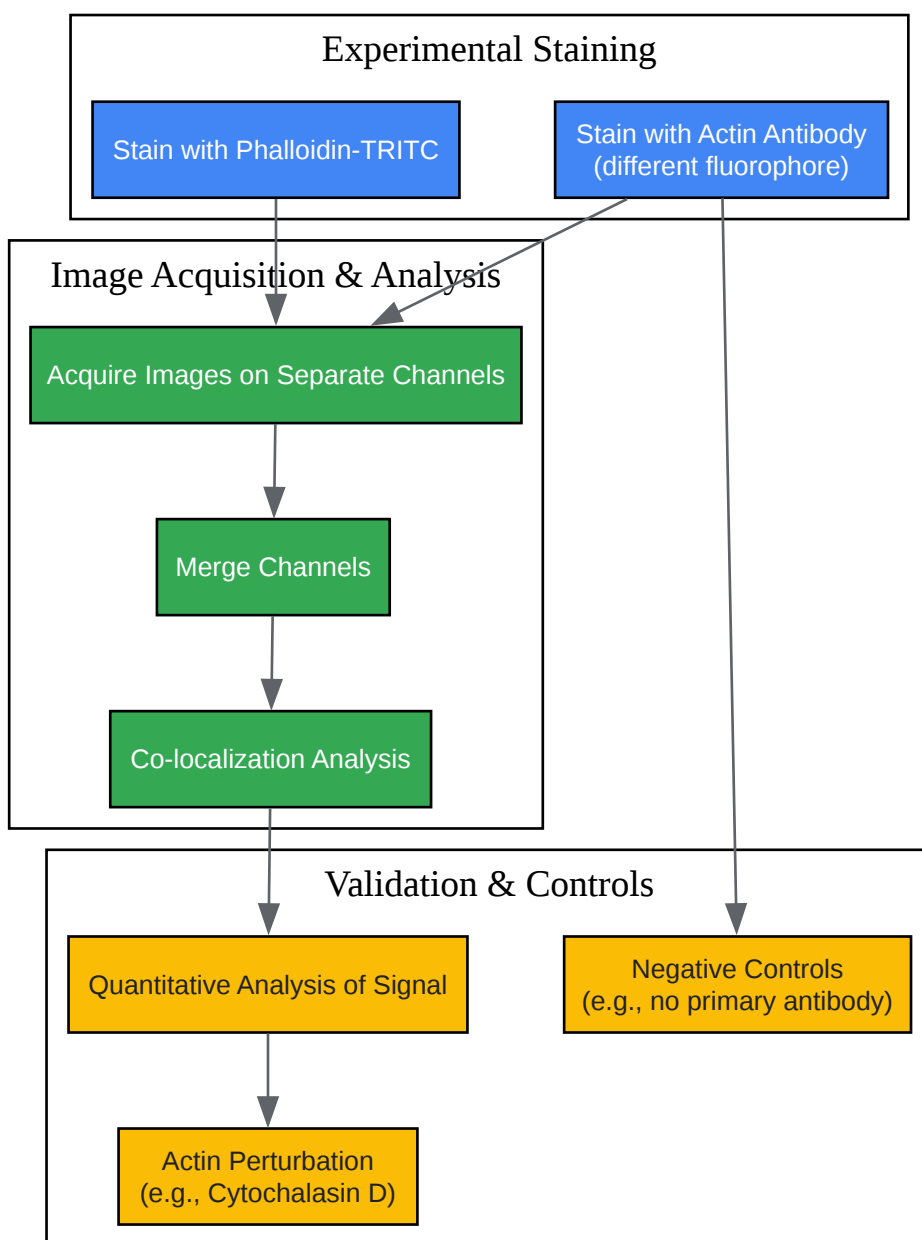 Experimental Staining
Stain with Phalloidin-TRITC
Stain with Actin Antibody
(different fluorophore)
Image Acquisition & Analysis
Acquire Images on Separate Channels
Merge Channels
Co-localization Analysis
Validation & Controls
Quantitative Analysis of Signal
Negative Controls
(e.g., no primary antibody)
Actin Perturbation
(e.g., Cytochalasin D)